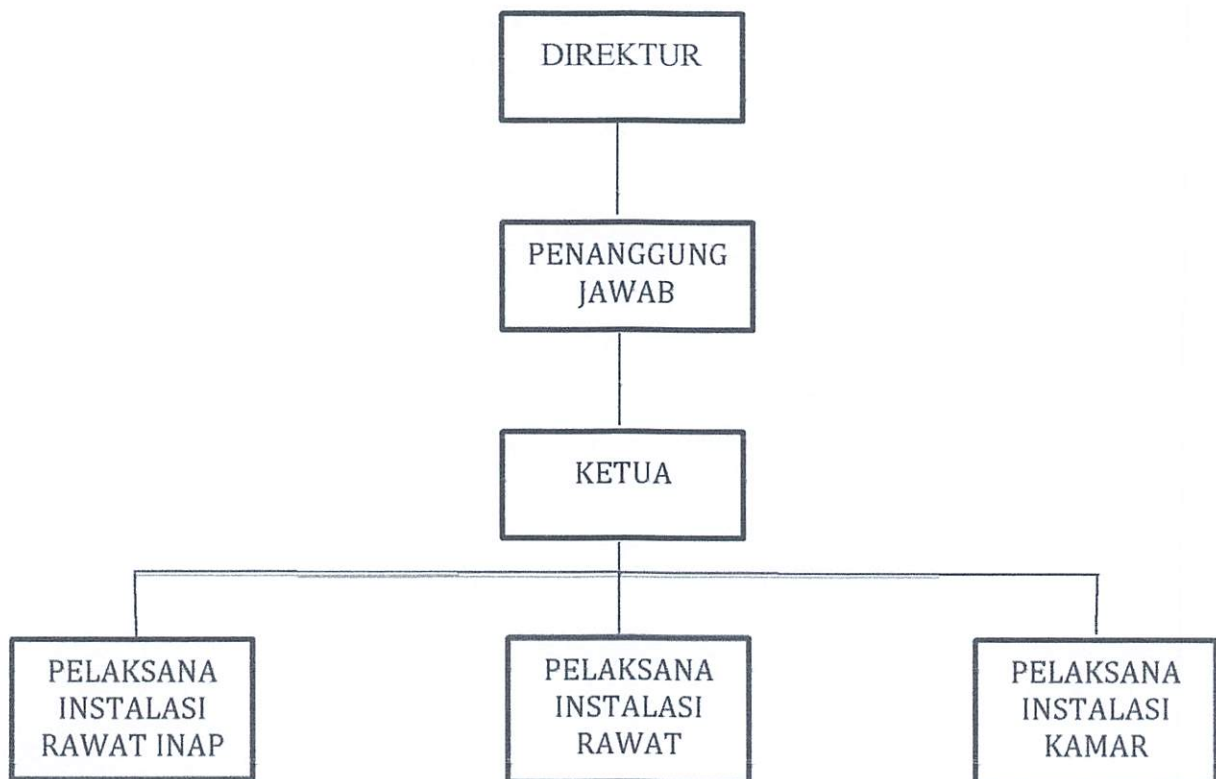 DIREKTUR
PENANGGUNG
JAWAB
KETUA
PELAKSANA
INSTALASI
RAWAT INAP
PELAKSANA
INSTALASI
RAWAT
PELAKSANA
INSTALASI
KAMAR